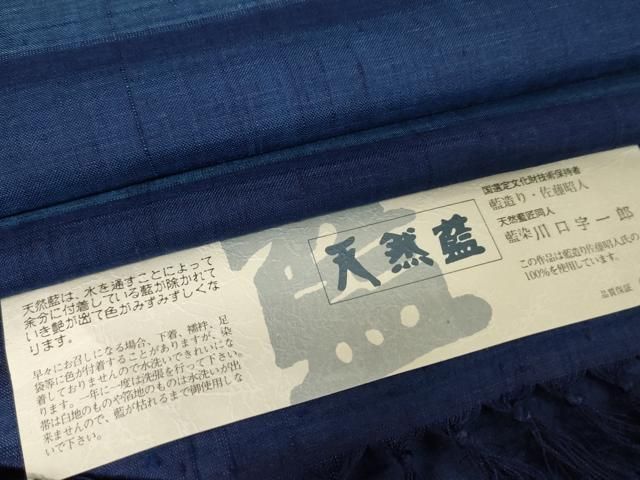 天然藍は、水を通すことによって
余分に付着している藍が除かれて
いき艶が出て色がみずみずしくな
ります。
早々にお召しになる場合、下着、襦袢、足
袋等に色が付着することがありますが、染
着しておりませんので水洗いできれいにな
ります。一年に一度は洗張を行って下さい。
帯は白地のものや箔地のものは水洗いが出
来ませんので、藍が枯れるまで御使用しな
いで下さい。
天然藍
国選定文化財技術保持者
藍造り・佐藤昭人
天然藍匠同人
藍染 川口宇一郎
この作品は藍造り佐藤昭人氏の
100%を使用しています。
品質保証